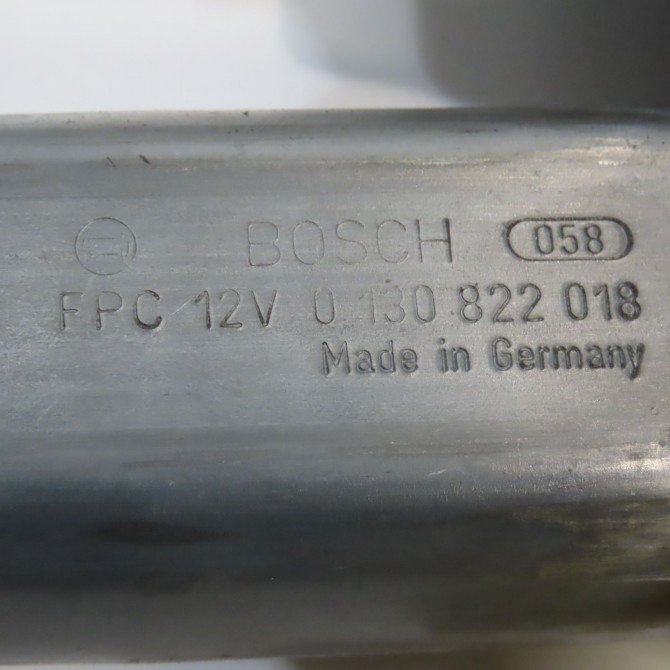 BOSCH 058
FPC 12V 0 130 822 018
Made in Germany